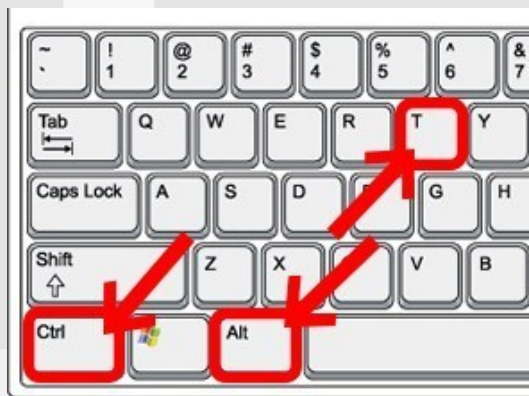 ~ ! @ # $ % ^ &
` 1 2 3 4 5 6 7
Tab Q W E R T Y
Caps Lock A S D G H
Shift Z X V B
Ctrl Alt